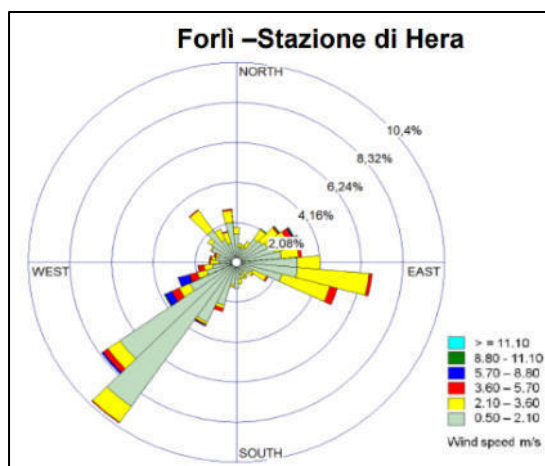 Forlì –Stazione di Hera
NORTH
10,4%
8,32%
6,24%
4,16%
2,08%
WEST
EAST
SOUTH
> = 11.10
8.80 - 11.10
5.70 – 8.80
3.60 – 5.70
2.10 – 3.60
0.50 – 2.10
Wind speed m/s